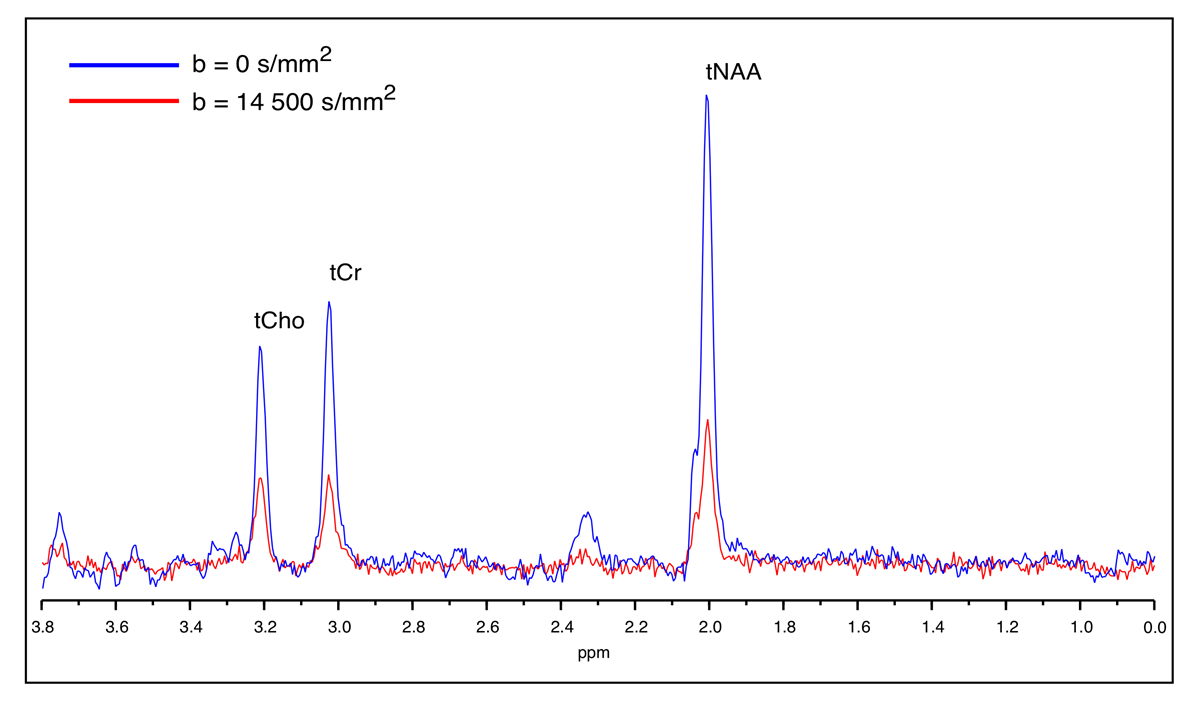 b = 0 s/mm²
b = 14 500 s/mm²
tNAA
tCr
tCho
3.8 3.6 3.4 3.2 3.0 2.8 2.6 2.4 2.2 2.0 1.8 1.6 1.4 1.2 1.0 0.0
ppm